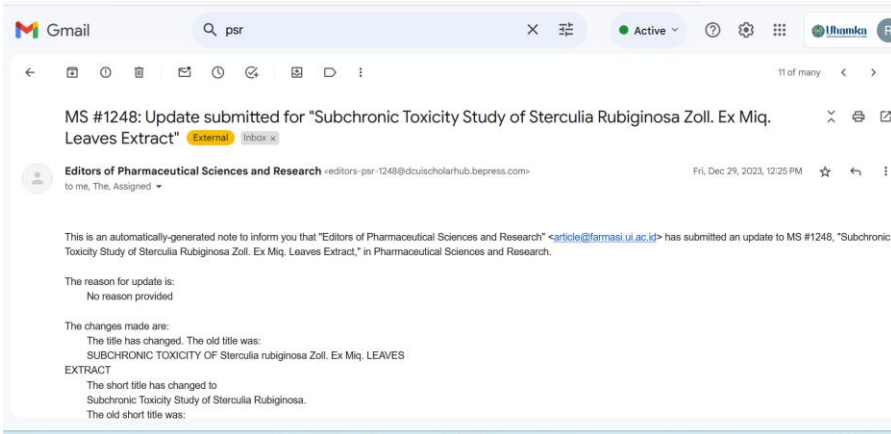 Gmail
psr
Active
Uhamka
11 of many
MS #1248: Update submitted for "Subchronic Toxicity Study of Sterculia Rubiginosa Zoll. Ex Miq.
Leaves Extract" External Inbox x
Editors of Pharmaceutical Sciences and Research <editors-psr-1248@dcuischolarhub.bepress.com>
Fri, Dec 29, 2023, 12:25 PM
to me, The, Assigned
This is an automatically-generated note to inform you that "Editors of Pharmaceutical Sciences and Research" <article@farmasi.ui.ac.id> has submitted an update to MS #1248, "Subchronic
Toxicity Study of Sterculia Rubiginosa Zoll. Ex Miq. Leaves Extract," in Pharmaceutical Sciences and Research.
The reason for update is:
No reason provided
The changes made are:
The title has changed. The old title was:
SUBCHRONIC TOXICITY OF Sterculia rubiginosa Zoll. Ex Miq. LEAVES
EXTRACT
The short title has changed to
Subchronic Toxicity Study of Sterculia Rubiginosa.
The old short title was: